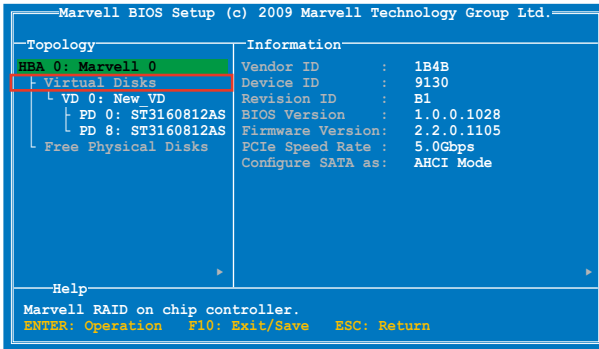 Marvell BIOS Setup (c) 2009 Marvell Technology Group Ltd.
Topology
HBA 0: Marvell 0
Virtual Disks
VD 0: New_VD
PD 0: ST3160812AS
PD 8: ST3160812AS
Free Physical Disks
Information
Vendor ID : 1B4B
Device ID : 9130
Revision ID : B1
BIOS Version : 1.0.0.1028
Firmware Version: 2.2.0.1105
PCIe Speed Rate : 5.0Gbps
Configure SATA as: AHCI Mode
Help
Marvell RAID on chip controller.
ENTER: Operation F10: Exit/Save ESC: Return